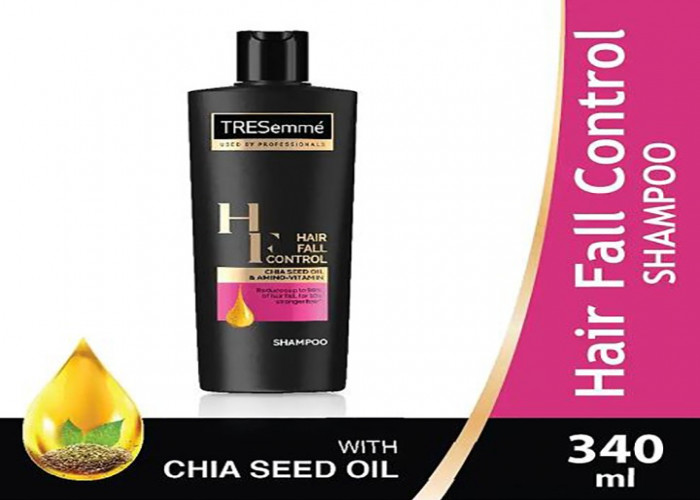 TRESemmé
USED BY PROFESSIONALS
HF
HAIR
FALL
CONTROL
CHIA SEED OIL
& AMINO-VITAMIN
SHAMPOO
Hair Fall Control
SHAMPOO
WITH
CHIA SEED OIL
340
ml